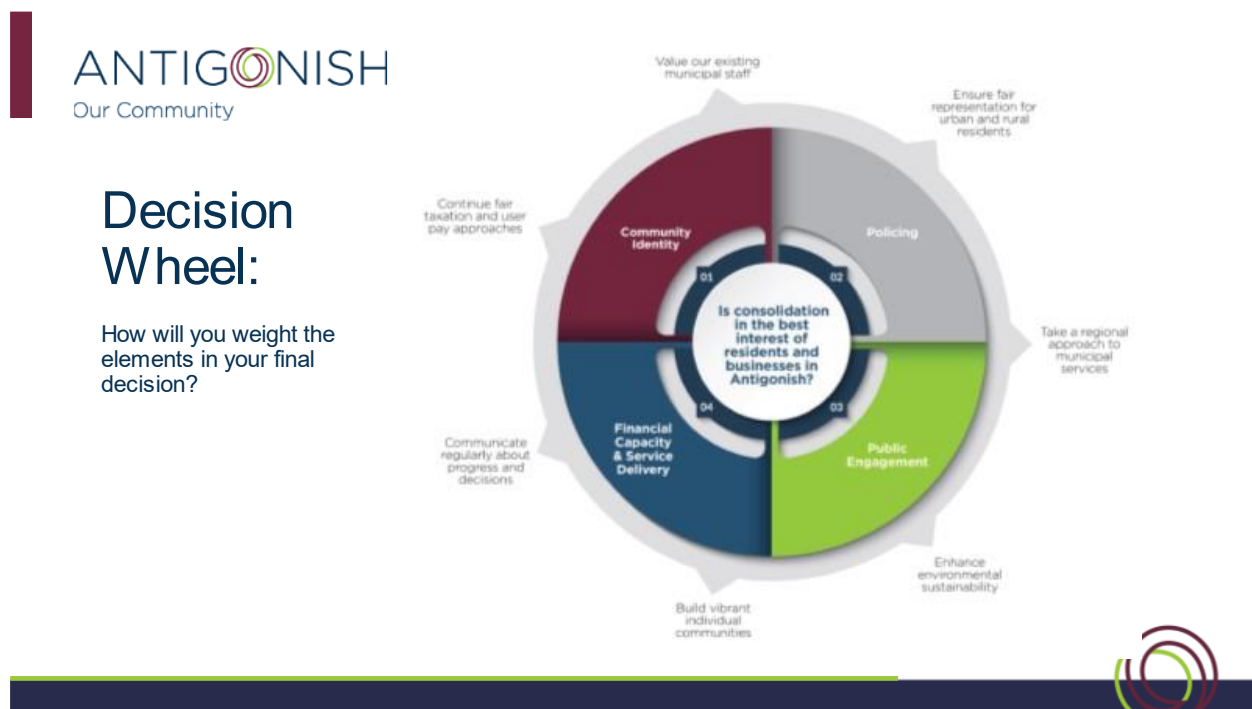 ANTIGONISH
Our Community
Decision
Wheel:
How will you weight the
elements in your final
decision?
Value our existing
municipal staff
Ensure fair
representation for
urban and rural
residents
Continue fair
taxation and user
pay approaches
Community
Identity
Policing
01
02
Is consolidation
in the best
interest of
residents and
businesses in
Antigonish?
Take a regional
approach to
municipal
services
04
03
Financial
Capacity
& Service
Delivery
Public
Engagement
Communicate
regularly about
progress and
decisions
Enhance
environmental
sustainability
Build vibrant
individual
communities